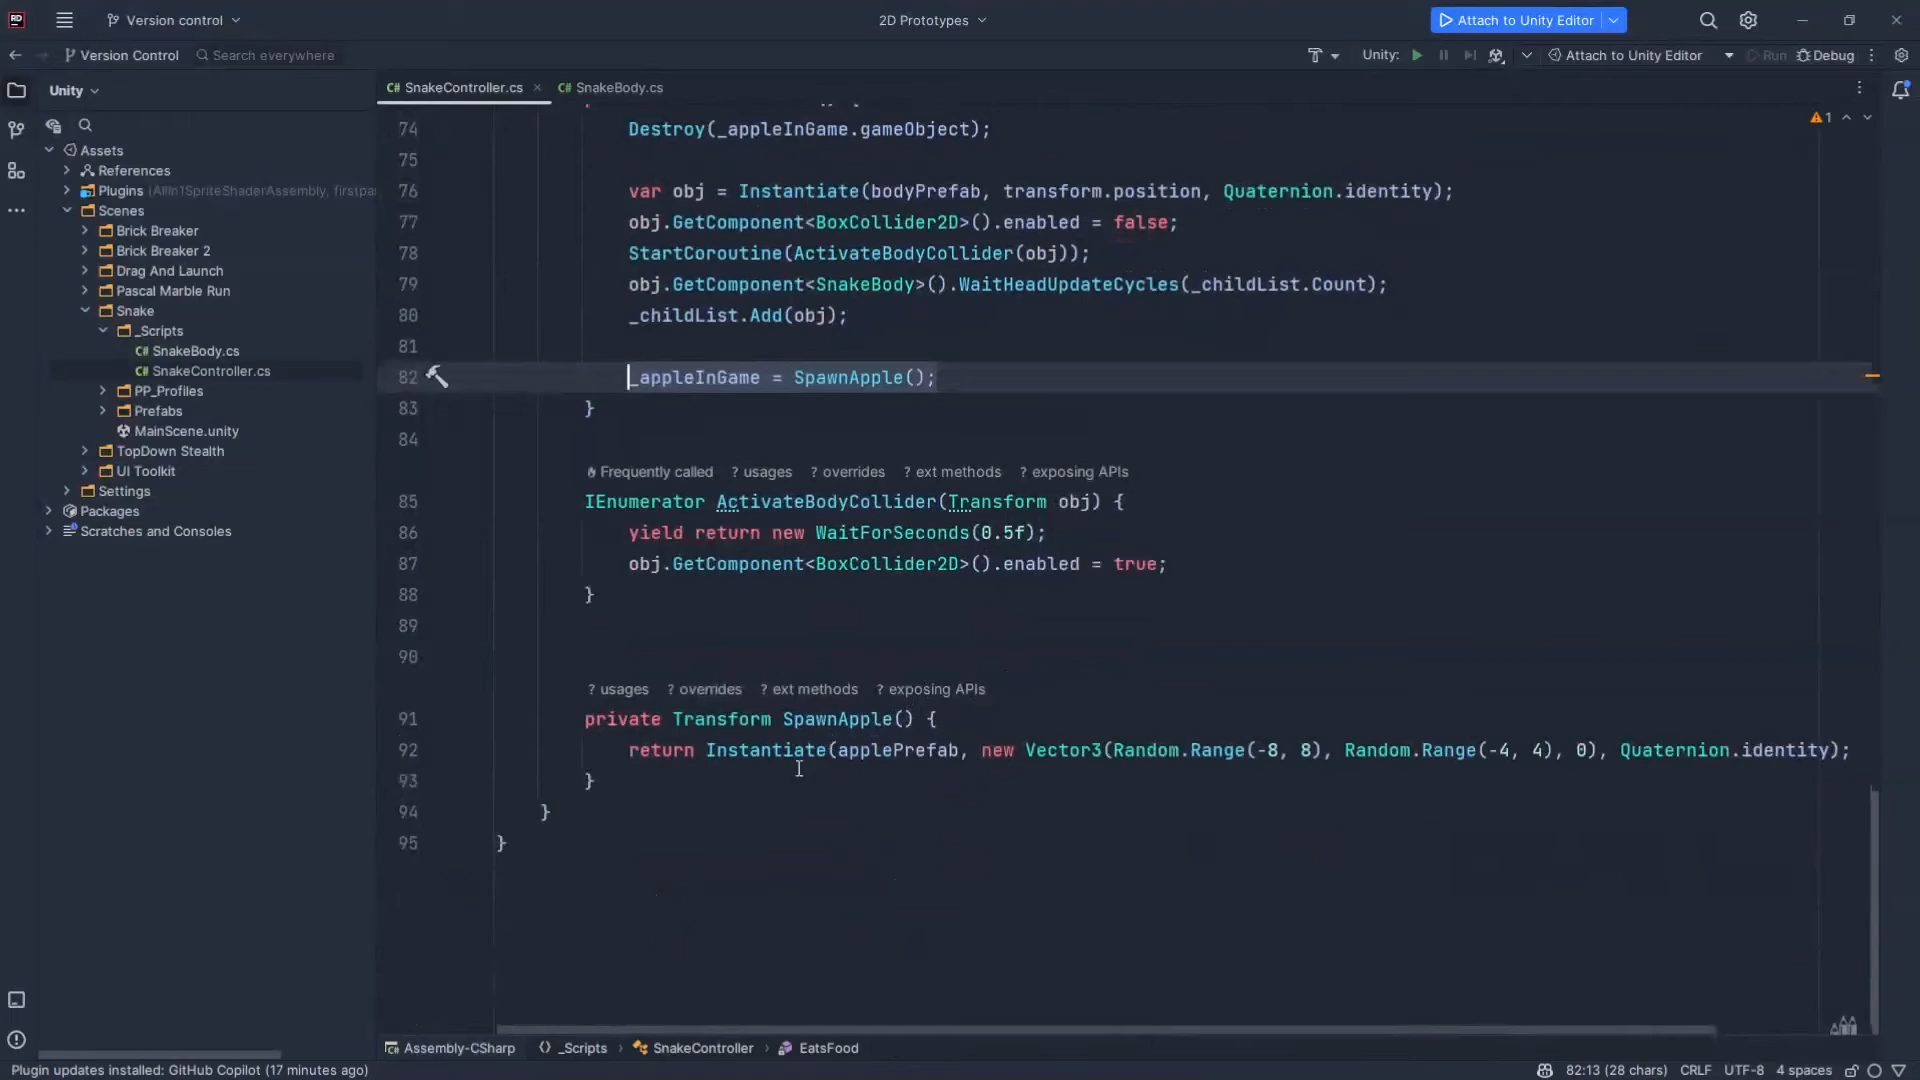 Version control
2D Prototypes
Attach to Unity Editor
Version Control
Search everywhere
Unity:
Attach to Unity Editor
Run
Debug
Unity
SnakeController.cs
SnakeBody.cs
Assets
References
Plugins (AllIn1SpriteShaderAssembly, firstpa
Scenes
Brick Breaker
Brick Breaker 2
Drag And Launch
Pascal Marble Run
Snake
_Scripts
SnakeBody.cs
SnakeController.cs
PP_Profiles
Prefabs
MainScene.unity
TopDown Stealth
UI Toolkit
Settings
Packages
Scratches and Consoles
1
74 Destroy(_appleInGame.gameObject);
75
76 var obj = Instantiate(bodyPrefab, transform.position, Quaternion.identity);
77 obj.GetComponent<BoxCollider2D>().enabled = false;
78 StartCoroutine(ActivateBodyCollider(obj));
79 obj.GetComponent<SnakeBody>().WaitHeadUpdateCycles(_childList.Count);
80 _childList.Add(obj);
81
82 _appleInGame = SpawnApple();
83 }
84
Frequently called ? usages ? overrides ? ext methods ? exposing APIs
85 IEnumerator ActivateBodyCollider(Transform obj) {
86 yield return new WaitForSeconds(0.5f);
87 obj.GetComponent<BoxCollider2D>().enabled = true;
88 }
89
90
? usages ? overrides ? ext methods ? exposing APIs
91 private Transform SpawnApple() {
92 return Instantiate(applePrefab, new Vector3(Random.Range(-8, 8), Random.Range(-4, 4), 0), Quaternion.identity);
93 }
94 }
95 }
Assembly-CSharp
_Scripts
SnakeController
EatsFood
Plugin updates installed: GitHub Copilot (17 minutes ago)
82:13 (28 chars) CRLF UTF-8 4 spaces